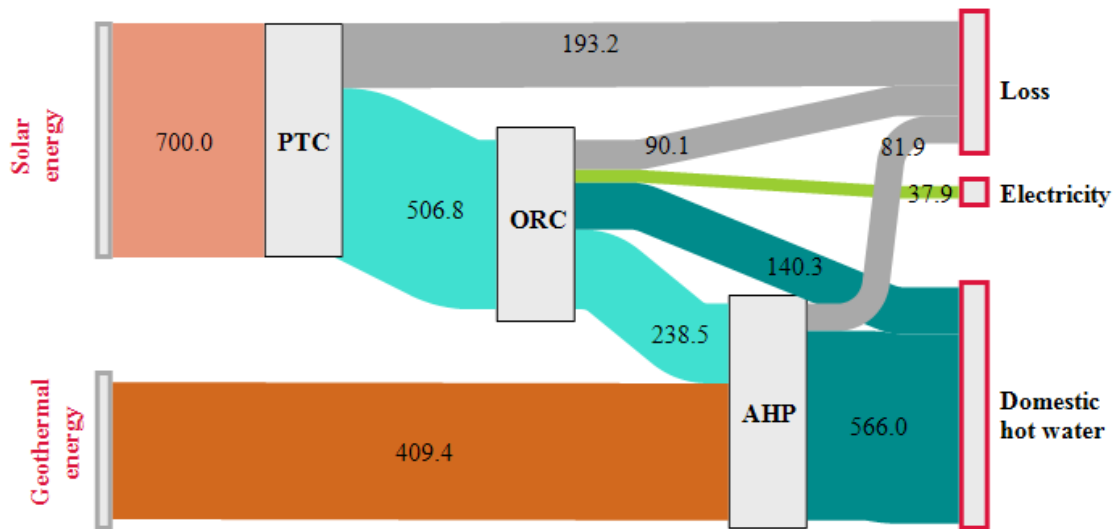 Solar
energy
700.0
PTC
193.2
506.8
ORC
90.1
81.9
37.9
140.3
238.5
Loss
Electricity
Geothermal
energy
409.4
AHP
566.0
Domestic
hot water